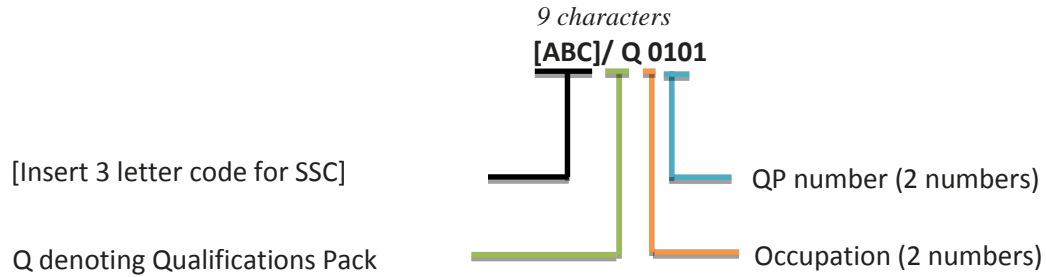 9 characters
[ABC]/ Q 0101
[Insert 3 letter code for SSC]
QP number (2 numbers)
Q denoting Qualifications Pack
Occupation (2 numbers)